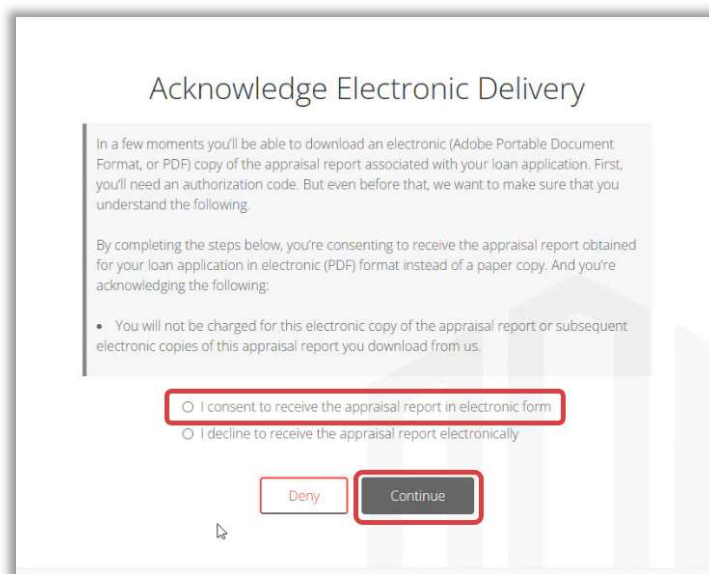 Acknowledge Electronic Delivery
In a few moments you'll be able to download an electronic (Adobe Portable Document
Format, or PDF) copy of the appraisal report associated with your loan application. First,
you'll need an authorization code. But even before that, we want to make sure that you
understand the following.
By completing the steps below, you're consenting to receive the appraisal report obtained
for your loan application in electronic (PDF) format instead of a paper copy. And you're
acknowledging the following:
• You will not be charged for this electronic copy of the appraisal report or subsequent
electronic copies of this appraisal report you download from us.
I consent to receive the appraisal report in electronic form
I decline to receive the appraisal report electronically
Deny
Continue